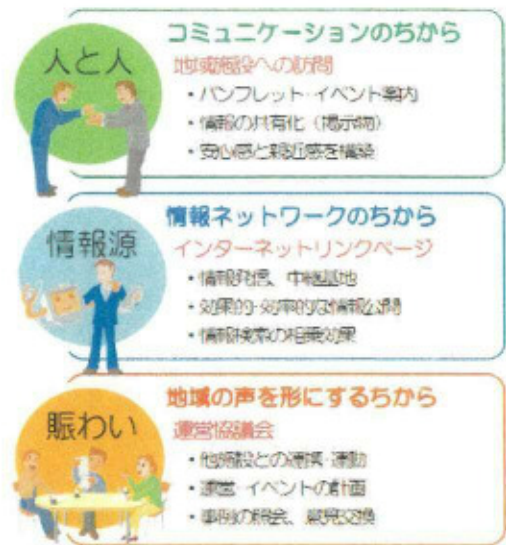 コミュニケーションのちから
人と人
地域施設への訪問
・パンフレット・イベント案内
・情報の共有化（掲示物）
・安心感と親近感を構築
情報ネットワークのちから
情報源
インターネットリンクページ
・情報発信、中継基地
・効果的・効率的な情報公開
・情報検索の相乗効果
地域の声を形にするちから
賑わい
運営協議会
・他施設との連携・連動
・運営・イベントの計画
・事例の照会、意見交換